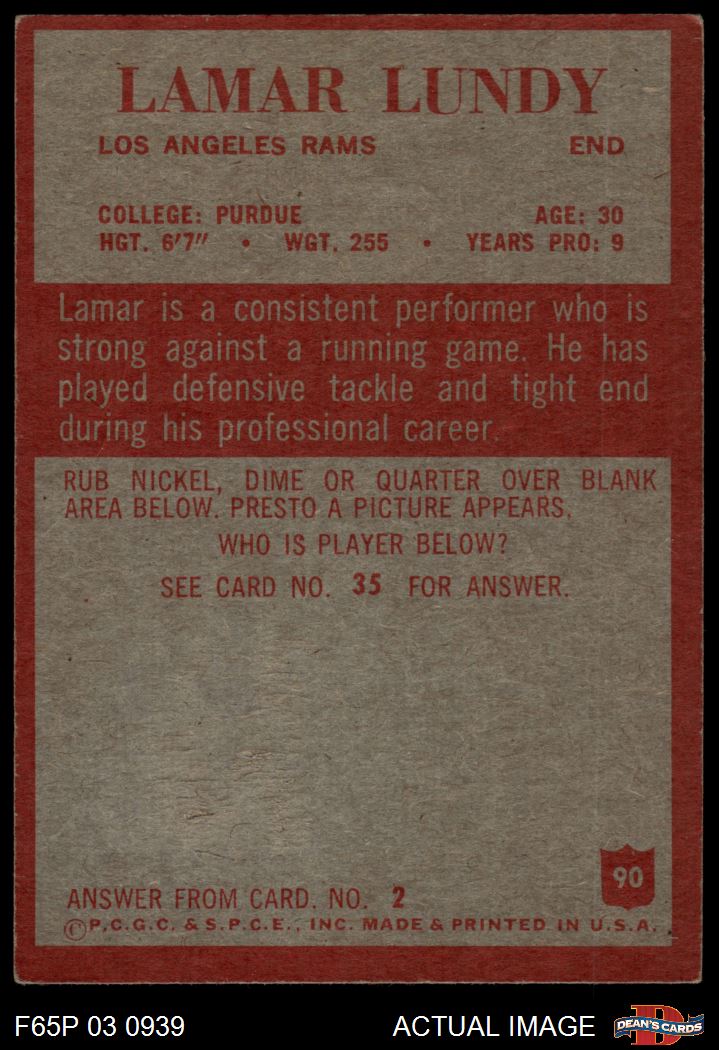 LAMAR LUNDY
LOS ANGELES RAMS END
COLLEGE: PURDUE AGE: 30
HGT. 6'7" • WGT. 255 • YEARS PRO: 9
Lamar is a consistent performer who is
strong against a running game. He has
played defensive tackle and tight end
during his professional career.
RUB NICKEL, DIME OR QUARTER OVER BLANK
AREA BELOW. PRESTO A PICTURE APPEARS.
WHO IS PLAYER BELOW?
SEE CARD NO. 35 FOR ANSWER.
90
ANSWER FROM CARD. NO. 2
©P.C.G.C. & S.P.C.E., INC. MADE & PRINTED IN U.S.A.
F65P 03 0939 ACTUAL IMAGE D DEAN'S CARDS